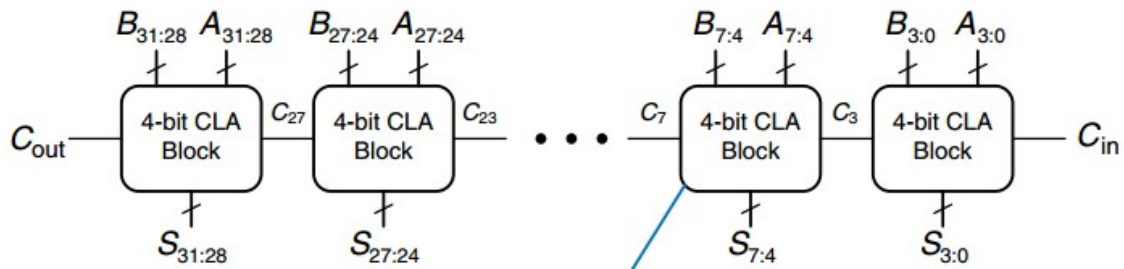 B31:28 A31:28 B27:24 A27:24 B7:4 A7:4 B3:0 A3:0
Cout 4-bit CLA Block C27 4-bit CLA Block C23 • • • C7 4-bit CLA Block C3 4-bit CLA Block Cin
S31:28 S27:24 S7:4 S3:0